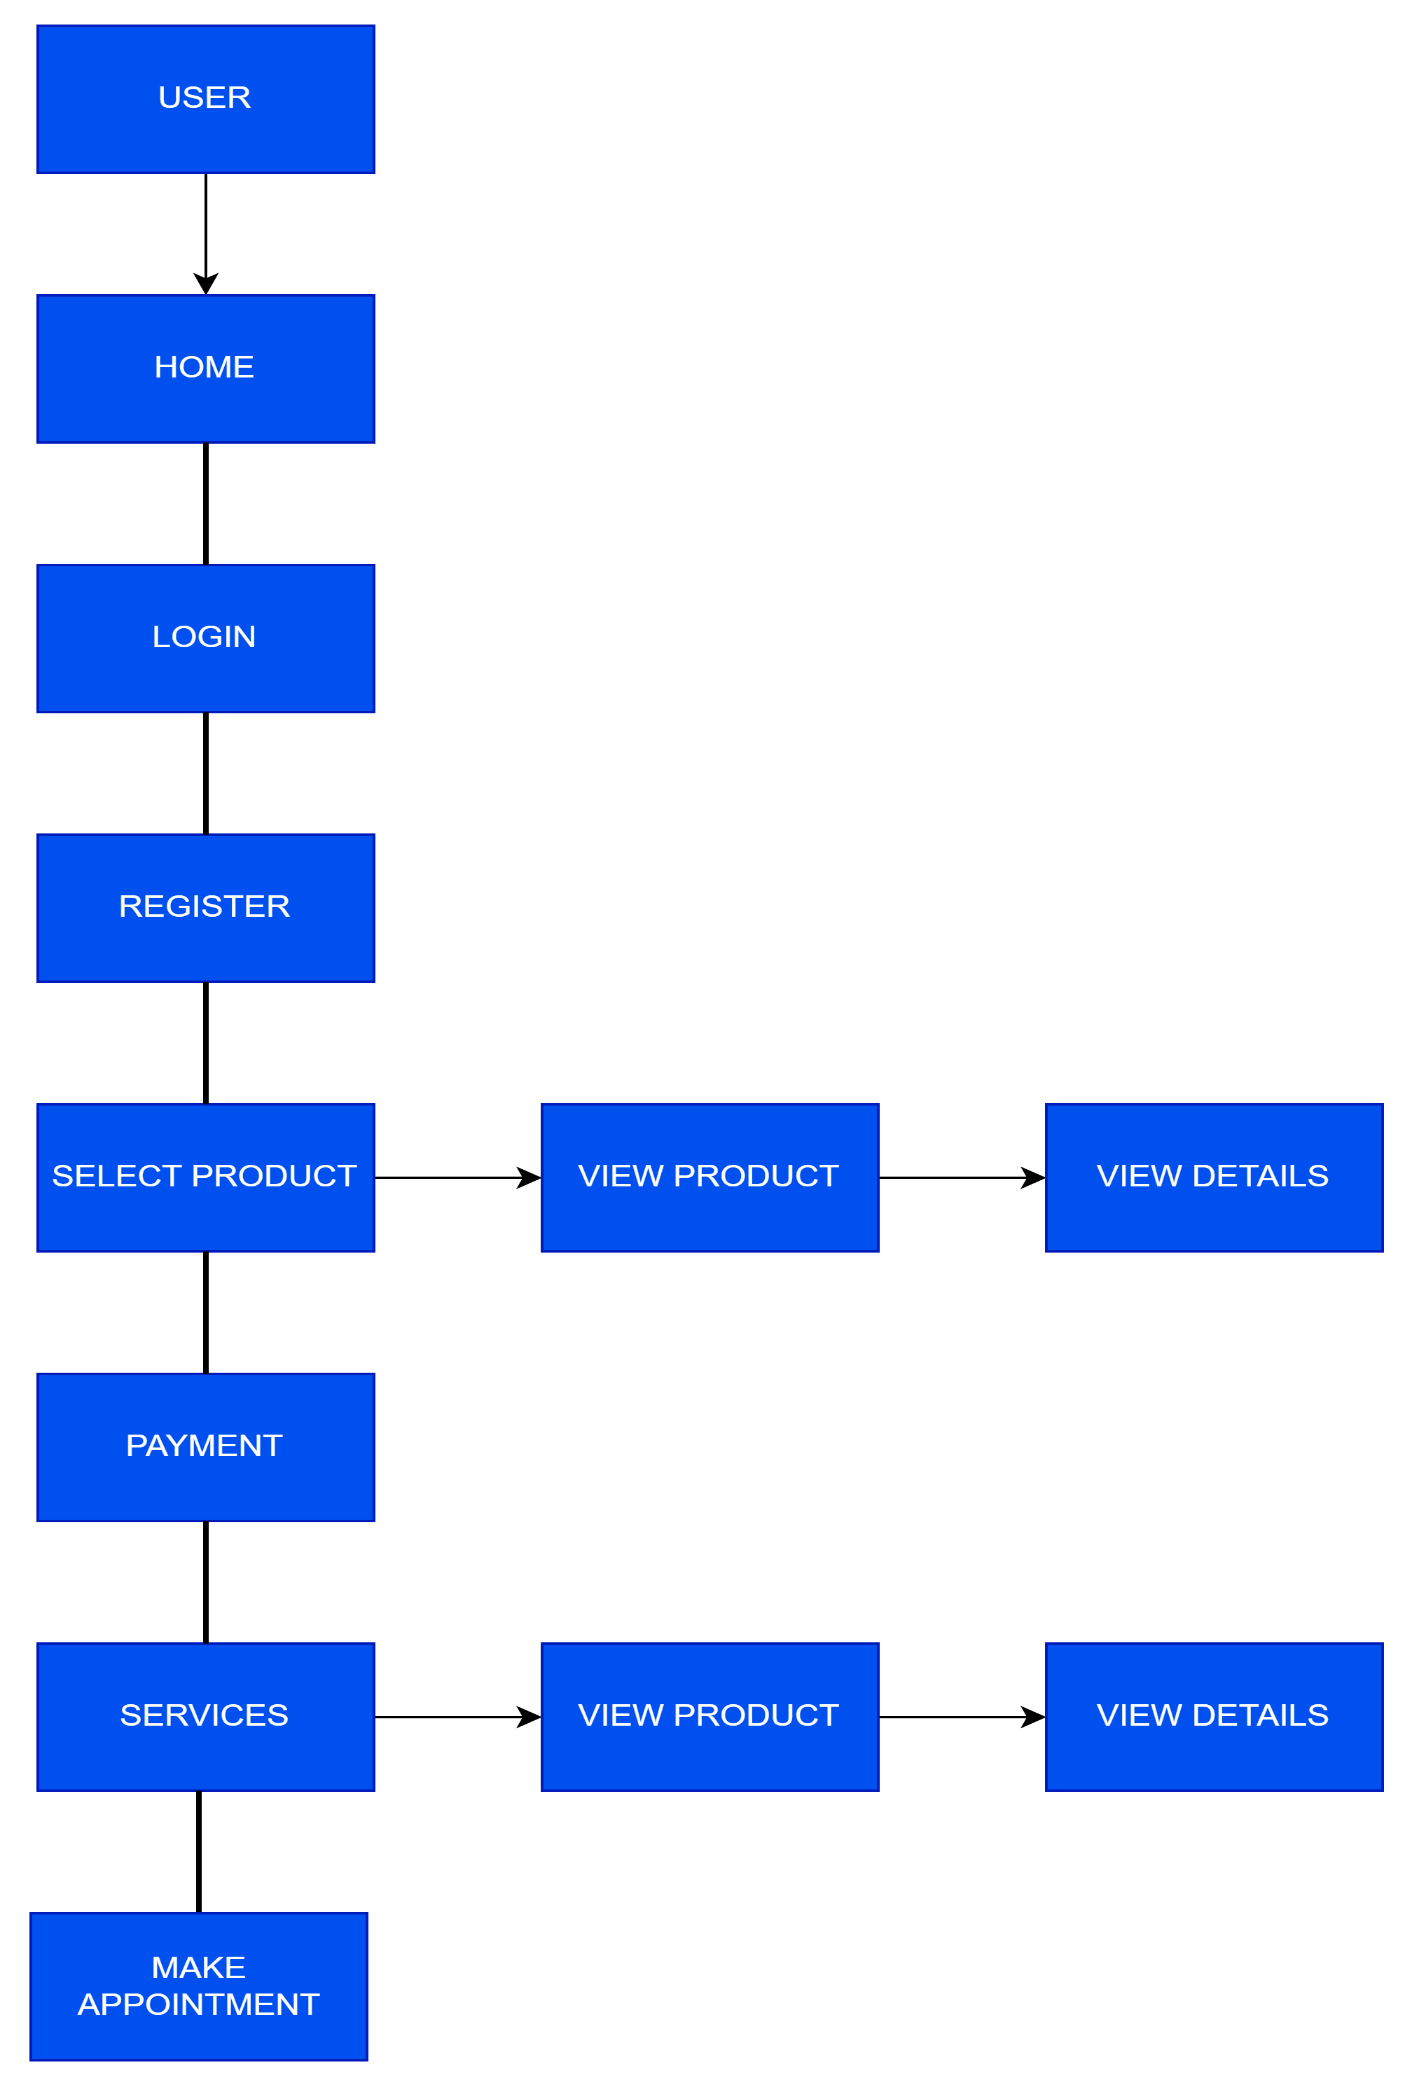 USER
HOME
LOGIN
REGISTER
SELECT PRODUCT
VIEW PRODUCT
VIEW DETAILS
PAYMENT
SERVICES
VIEW PRODUCT
VIEW DETAILS
MAKE
APPOINTMENT